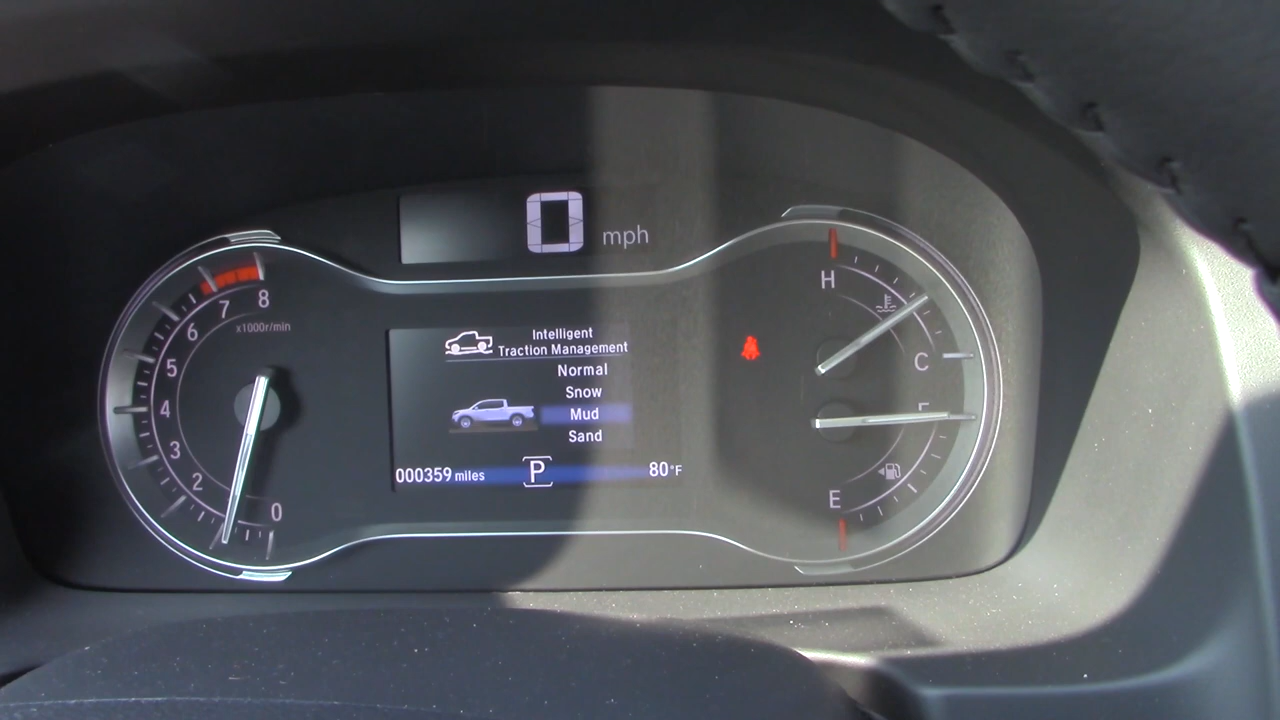 0 mph
8
7
6
x1000r/min
5
4
3
2
0
Intelligent
Traction Management
Normal
Snow
Mud
Sand
000359 miles P 80°F
H
C
F
E